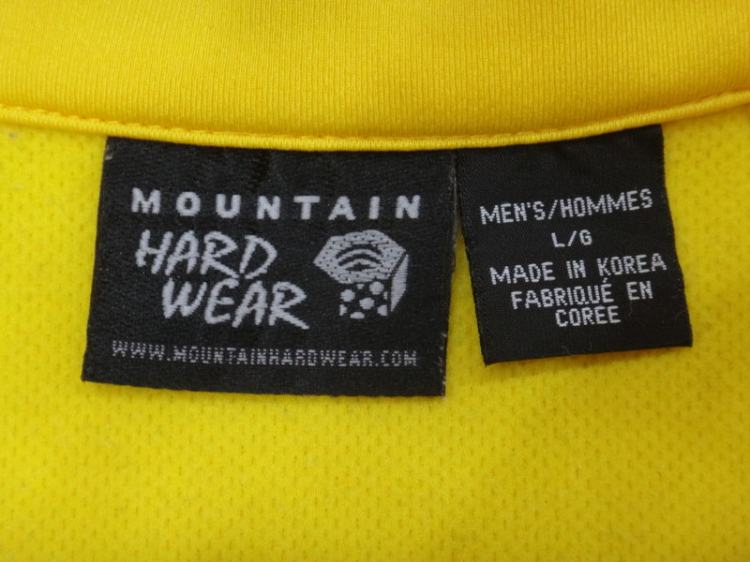 MOUNTAIN
HARD
WEAR
WWW.MOUNTAINHARDWEAR.COM
MEN'S/HOMMES
L/G
MADE IN KOREA
FABRIQUÉ EN
COREE